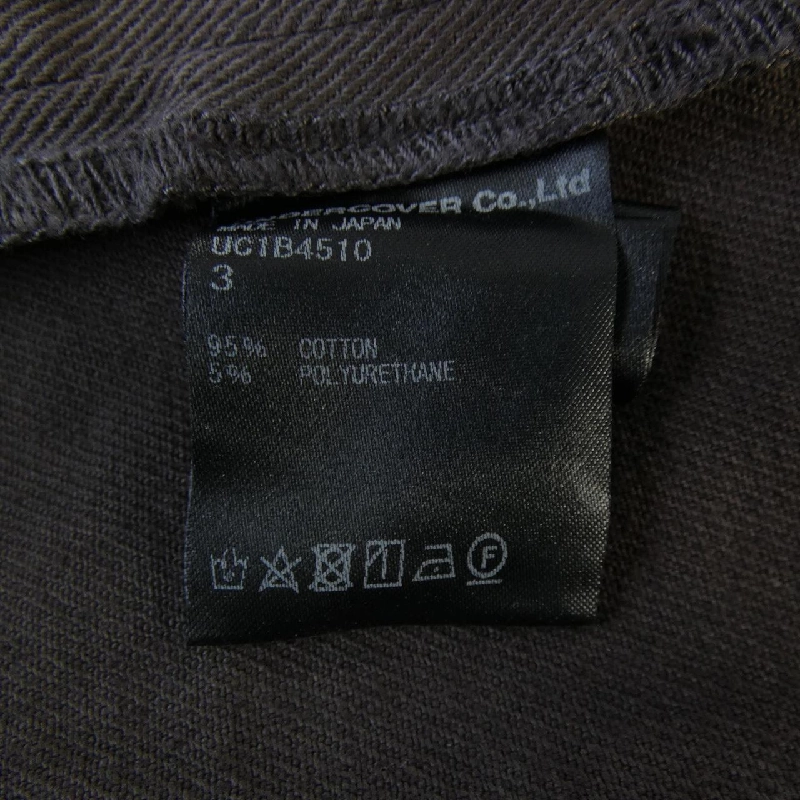 UNDERCOVER Co.,Ltd
MADE IN JAPAN
UC1B4510
3
95% COTTON
5% POLYURETHANE
F